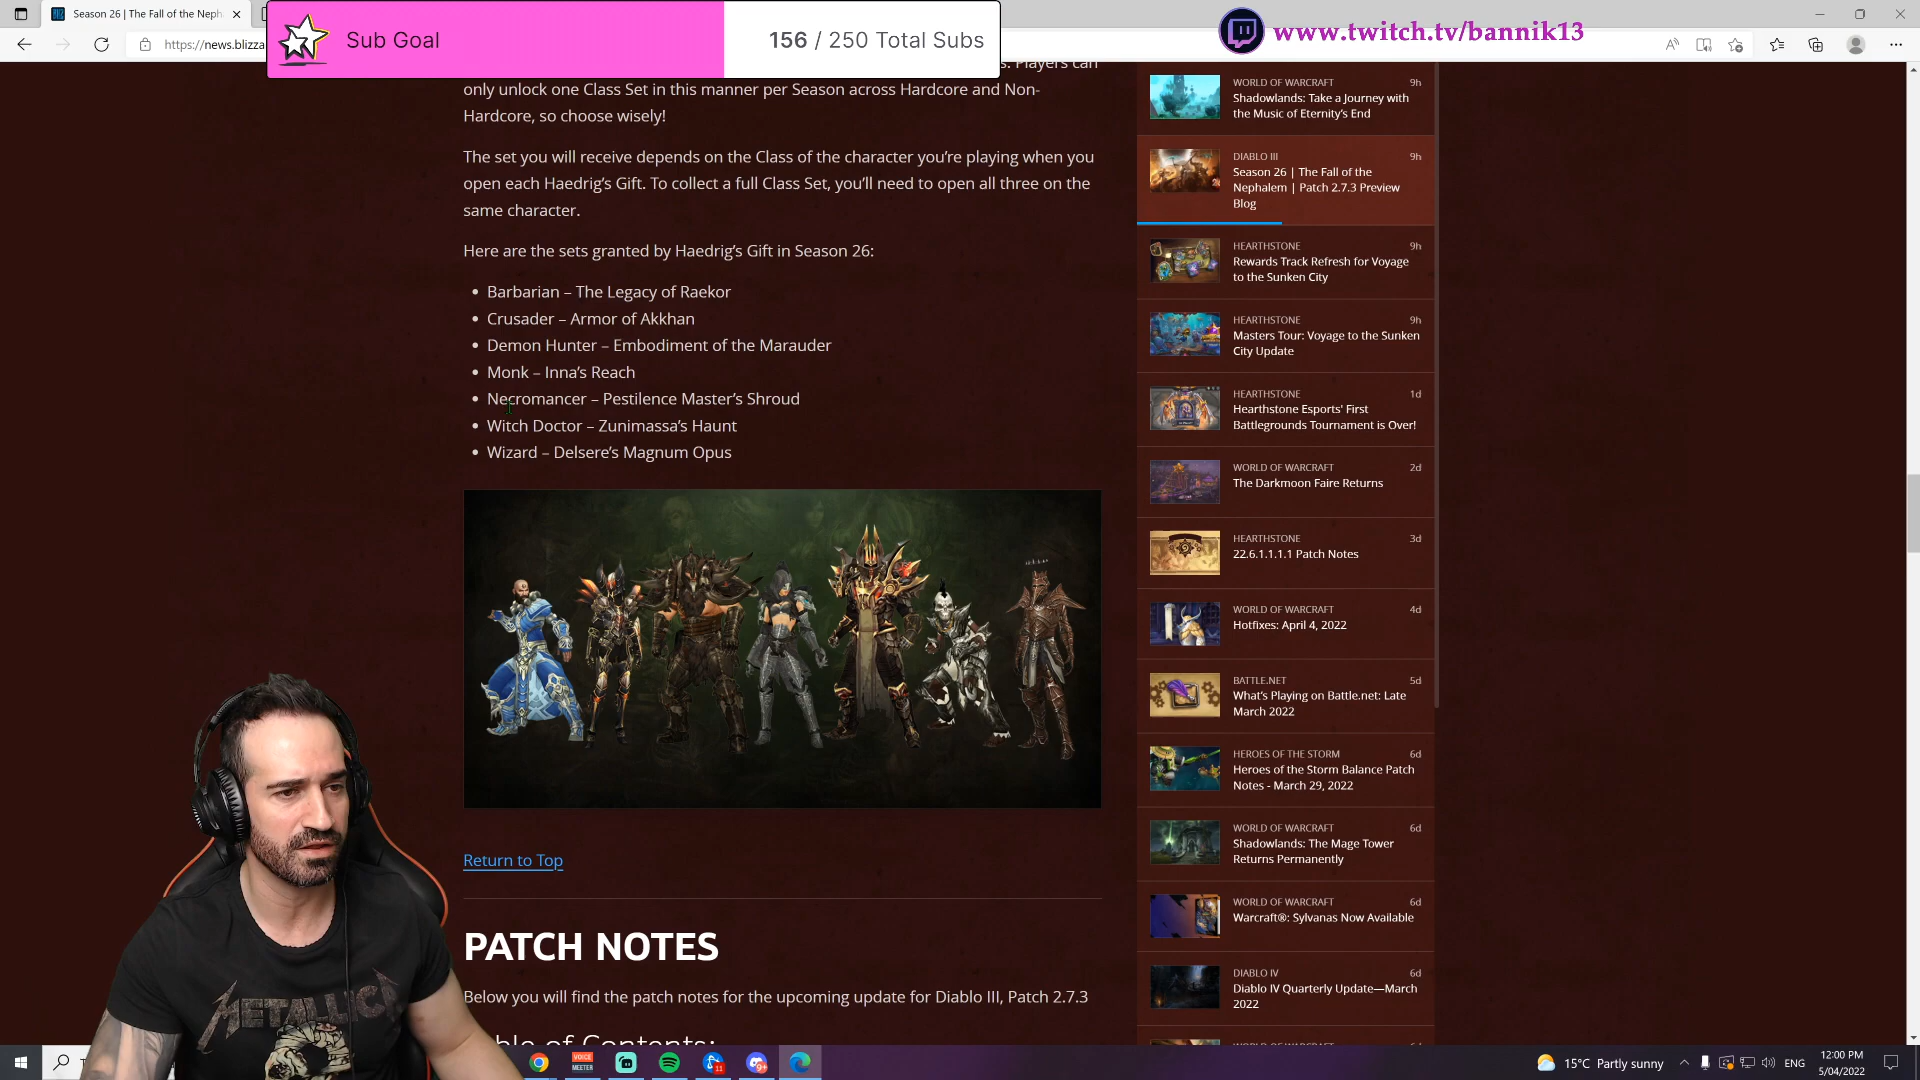 Season 26 | The Fall of the Neph
https://news.blizza
Sub Goal
156 / 250 Total Subs
www.twitch.tv/bannik13
s. Players can
only unlock one Class Set in this manner per Season across Hardcore and Non-
Hardcore, so choose wisely!
The set you will receive depends on the Class of the character you're playing when you
open each Haedrig's Gift. To collect a full Class Set, you'll need to open all three on the
same character.
Here are the sets granted by Haedrig's Gift in Season 26:
• Barbarian – The Legacy of Raekor
• Crusader – Armor of Akkhan
• Demon Hunter – Embodiment of the Marauder
• Monk – Inna's Reach
• Necromancer – Pestilence Master's Shroud
• Witch Doctor – Zunimassa's Haunt
• Wizard – Delsere's Magnum Opus
Return to Top
PATCH NOTES
Below you will find the patch notes for the upcoming update for Diablo III, Patch 2.7.3
ble of Contents:
WORLD OF WARCRAFT 9h
Shadowlands: Take a Journey with
the Music of Eternity's End
DIABLO III 9h
Season 26 | The Fall of the
Nephalem | Patch 2.7.3 Preview
Blog
HEARTHSTONE 9h
Rewards Track Refresh for Voyage
to the Sunken City
HEARTHSTONE 9h
Masters Tour: Voyage to the Sunken
City Update
HEARTHSTONE 1d
Hearthstone Esports' First
Battlegrounds Tournament is Over!
WORLD OF WARCRAFT 2d
The Darkmoon Faire Returns
HEARTHSTONE 3d
22.6.1.1.1.1 Patch Notes
WORLD OF WARCRAFT 4d
Hotfixes: April 4, 2022
BATTLE.NET 5d
What's Playing on Battle.net: Late
March 2022
HEROES OF THE STORM 6d
Heroes of the Storm Balance Patch
Notes - March 29, 2022
WORLD OF WARCRAFT 6d
Shadowlands: The Mage Tower
Returns Permanently
WORLD OF WARCRAFT 6d
Warcraft®: Sylvanas Now Available
DIABLO IV 6d
Diablo IV Quarterly Update—March
2022
METALLICA
VOICE
MEETER
11
9+
15°C Partly sunny
ENG
12:00 PM
5/04/2022